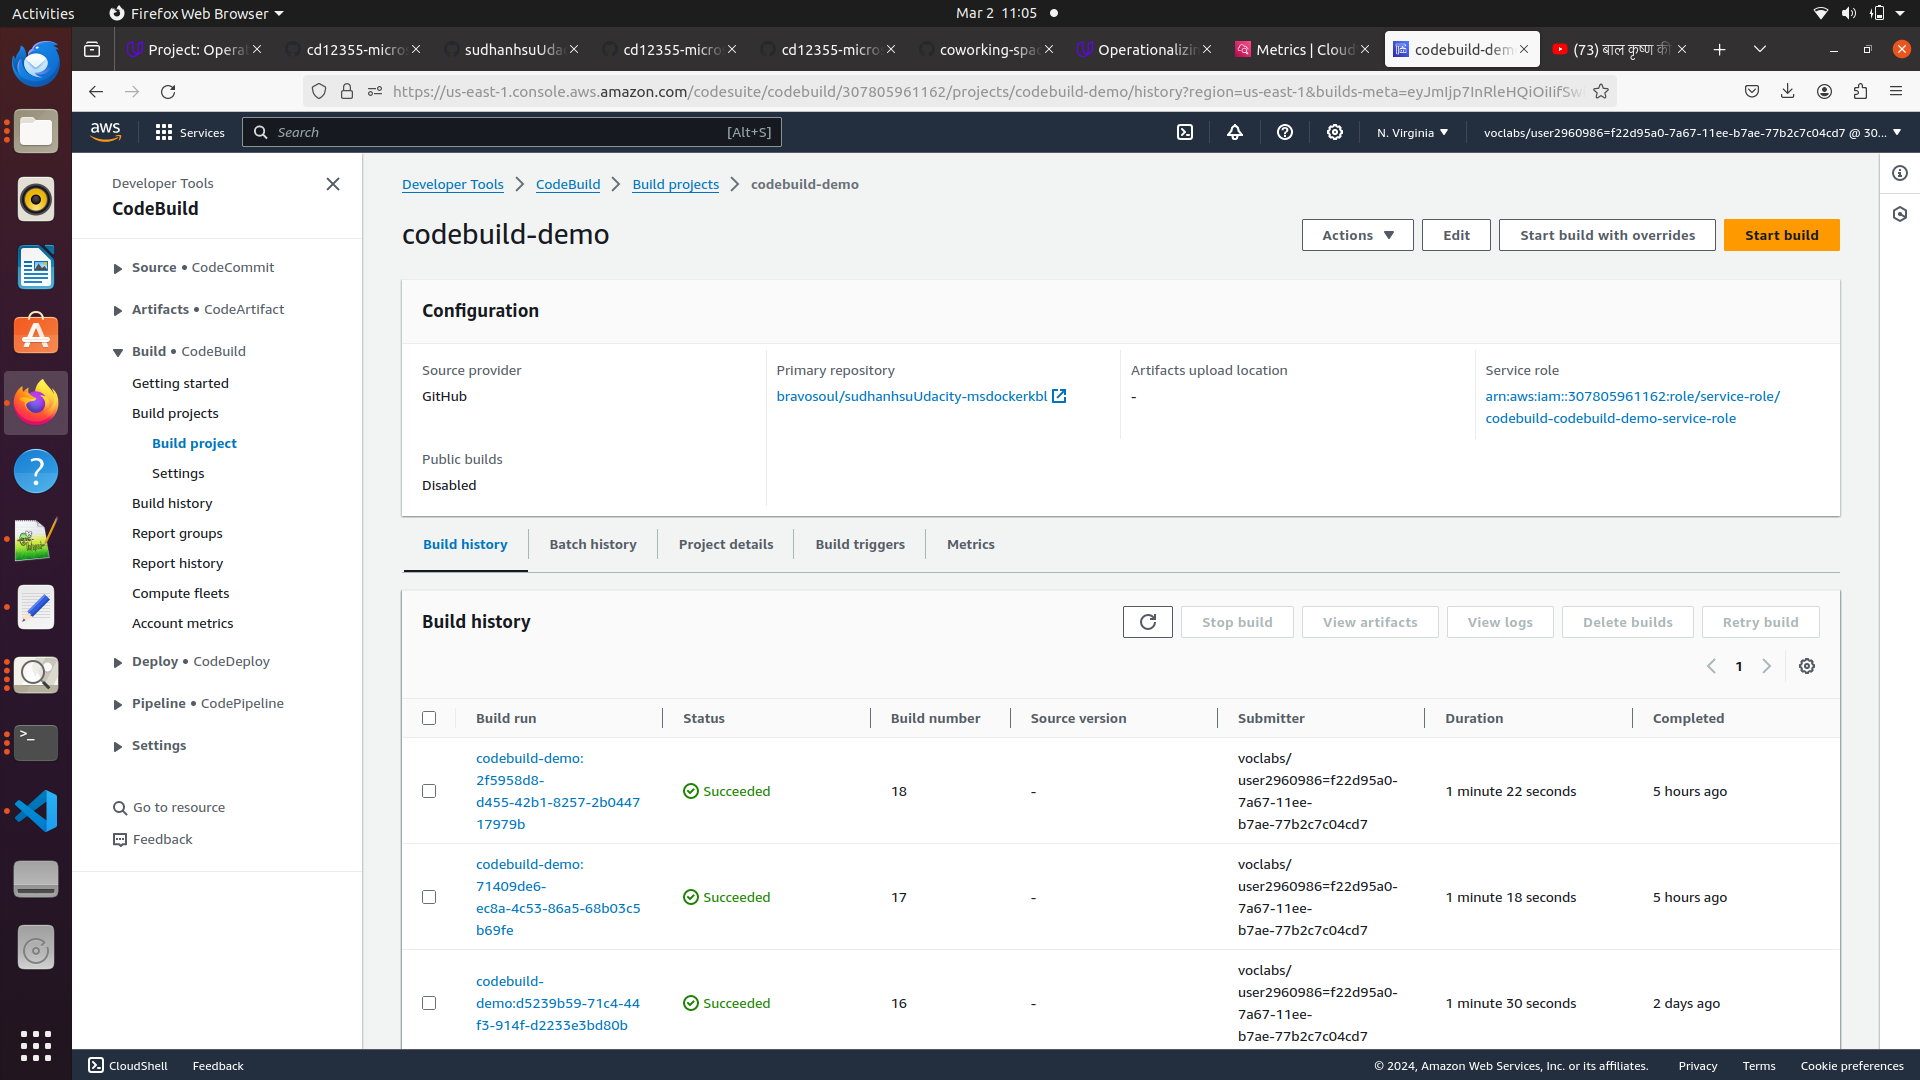 Activities
Firefox Web Browser
Mar 2 11:05
Project: Operat
cd12355-micro
sudhanhsuUda
cd12355-micro
cd12355-micro
coworking-spa
Operationalizin
Metrics | Cloud
codebuild-dem
(73) बाल कृष्ण की
https://us-east-1.console.aws.amazon.com/codesuite/codebuild/307805961162/projects/codebuild-demo/history?region=us-east-1&builds-meta=eyJmIjp7InRleHQiOiIifSw
aws
Services
Search
[Alt+S]
N. Virginia
voclabs/user2960986=f22d95a0-7a67-11ee-b7ae-77b2c7c04cd7 @ 30...
Developer Tools
CodeBuild
Source • CodeCommit
Artifacts • CodeArtifact
Build • CodeBuild
Getting started
Build projects
Build project
Settings
Build history
Report groups
Report history
Compute fleets
Account metrics
Deploy • CodeDeploy
Pipeline • CodePipeline
Settings
Go to resource
Feedback
Developer Tools
CodeBuild
Build projects
codebuild-demo
codebuild-demo
Actions
Edit
Start build with overrides
Start build
Configuration
Source provider
GitHub
Primary repository
bravosoul/sudhanhsuUdacity-msdockerkbl
Artifacts upload location
-
Service role
arn:aws:iam::307805961162:role/service-role/
codebuild-codebuild-demo-service-role
Public builds
Disabled
Build history
Batch history
Project details
Build triggers
Metrics
Build history
Stop build
View artifacts
View logs
Delete builds
Retry build
1
Build run
Status
Build number
Source version
Submitter
Duration
Completed
codebuild-demo:
2f5958d8-
d455-42b1-8257-2b0447
17979b
Succeeded
18
-
voclabs/
user2960986=f22d95a0-
7a67-11ee-
b7ae-77b2c7c04cd7
1 minute 22 seconds
5 hours ago
codebuild-demo:
71409de6-
ec8a-4c53-86a5-68b03c5
b69fe
Succeeded
17
-
voclabs/
user2960986=f22d95a0-
7a67-11ee-
b7ae-77b2c7c04cd7
1 minute 18 seconds
5 hours ago
codebuild-
demo:d5239b59-71c4-44
f3-914f-d2233e3bd80b
Succeeded
16
-
voclabs/
user2960986=f22d95a0-
7a67-11ee-
b7ae-77b2c7c04cd7
1 minute 30 seconds
2 days ago
CloudShell
Feedback
© 2024, Amazon Web Services, Inc. or its affiliates.
Privacy
Terms
Cookie preferences